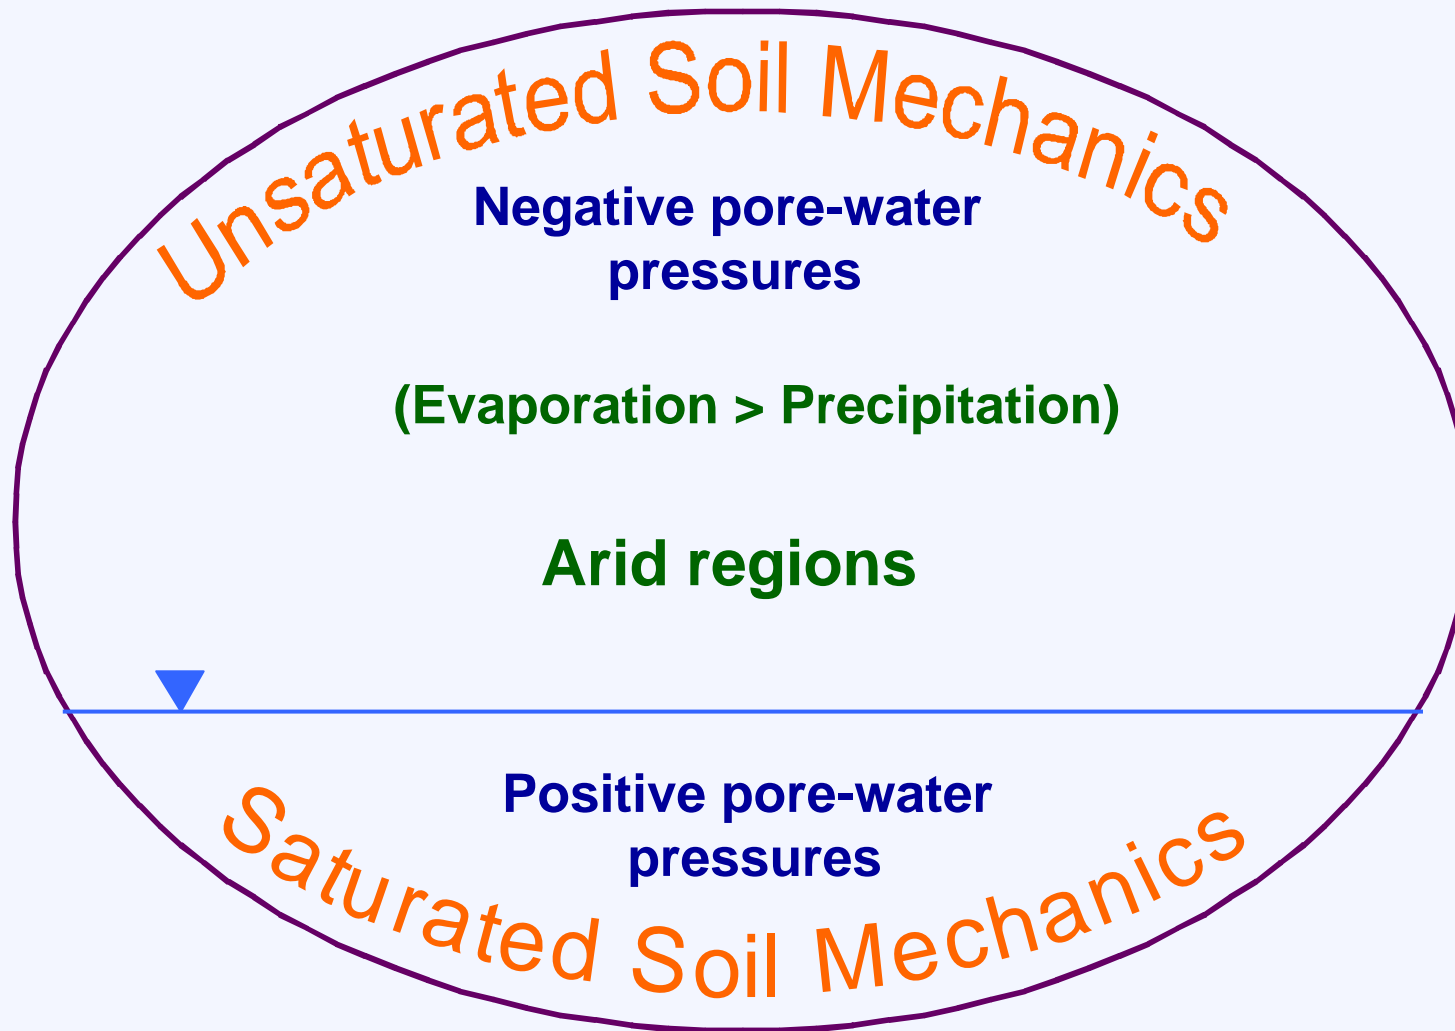 Unsaturated Soil Mechanics
Negative pore-water
pressures
(Evaporation > Precipitation)
Arid regions
Positive pore-water
pressures
Saturated Soil Mechanics